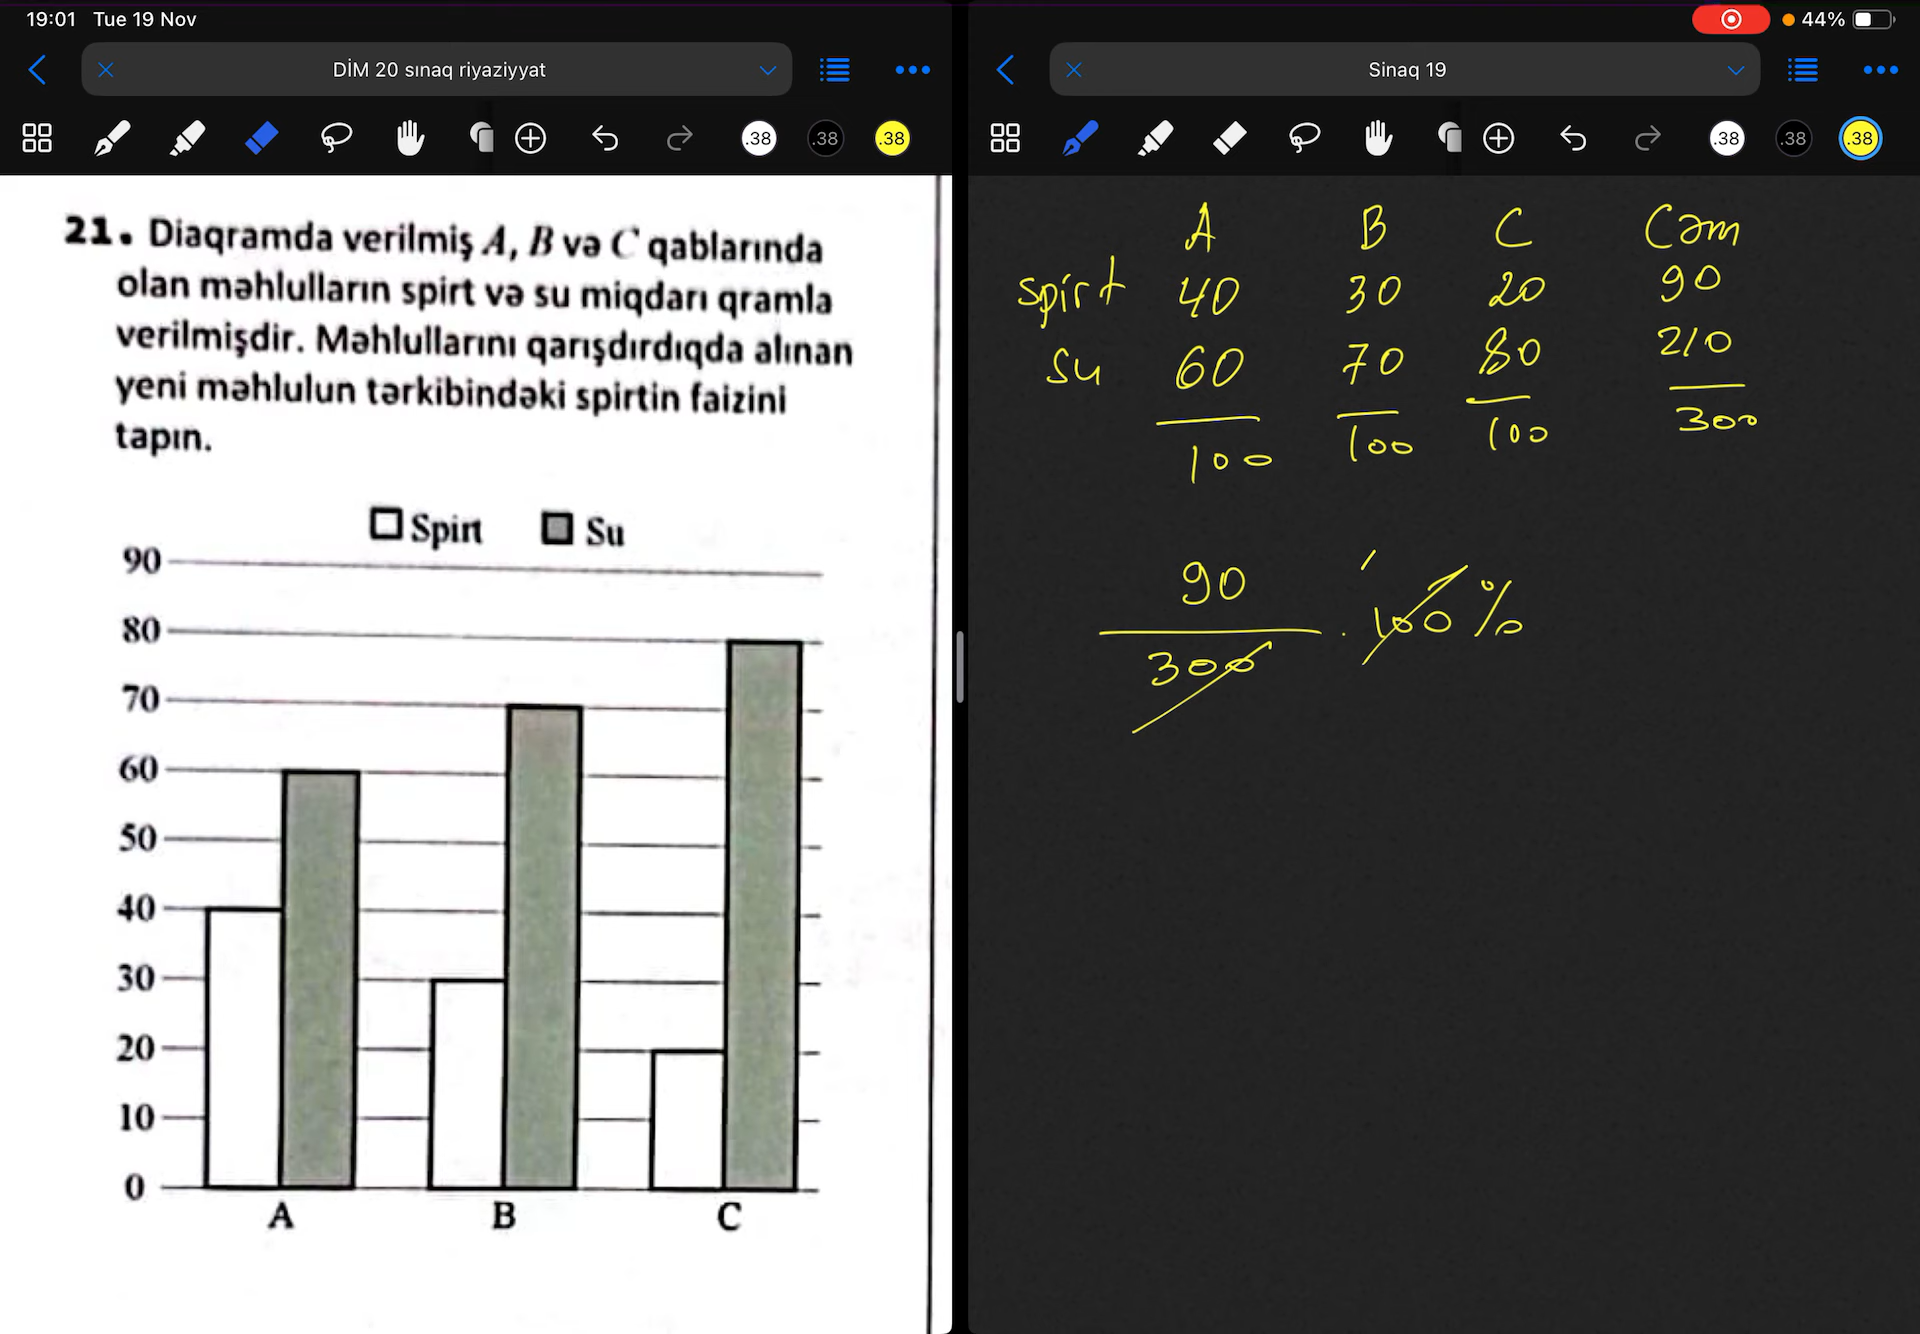 19:01 Tue 19 Nov
44%
DİM 20 sınaq riyaziyyat
Sinaq 19
.38 .38 .38
.38 .38 .38
21. Diaqramda verilmiş A, B və C qablarında
olan məhlulların spirt və su miqdarı qramla
verilmişdir. Məhlullarını qarışdırdıqda alınan
yeni məhlulun tərkibindəki spirtin faizini
tapın.
Spirt Su
90
80
70
60
50
40
30
20
10
0
A B C
A B C Cəm
spirt 40 30 20 90
su 60 70 80 210
100 100 100 300
90
1
. 100%
300